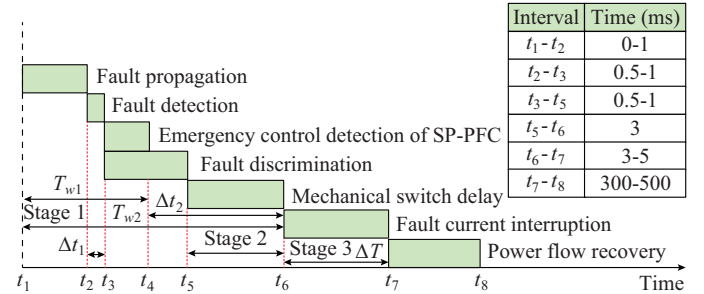 Interval Time (ms)
t1-t2 0-1
t2-t3 0.5-1
t3-t5 0.5-1
t5-t6 3
t6-t7 3-5
t7-t8 300-500
Fault propagation
Fault detection
Emergency control detection of SP-PFC
Fault discrimination
Tw1
Mechanical switch delay
Δt2
Stage 1
Tw2
Fault current interruption
Δt1
Stage 2
Stage 3 ΔT
Power flow recovery
t1 t2 t3 t4 t5 t6 t7 t8 Time